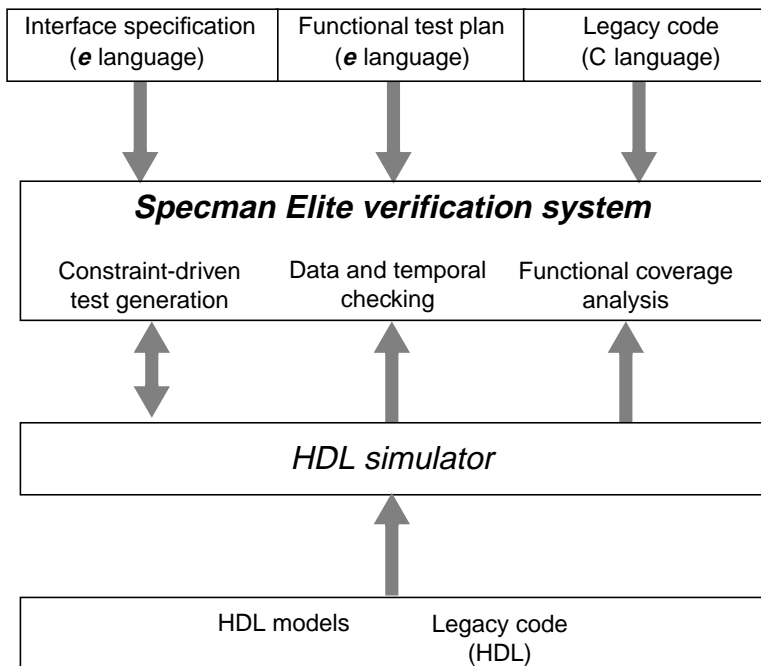 Interface specification
(e language)
Functional test plan
(e language)
Legacy code
(C language)
Specman Elite verification system
Constraint-driven
test generation
Data and temporal
checking
Functional coverage
analysis
HDL simulator
HDL models
Legacy code
(HDL)